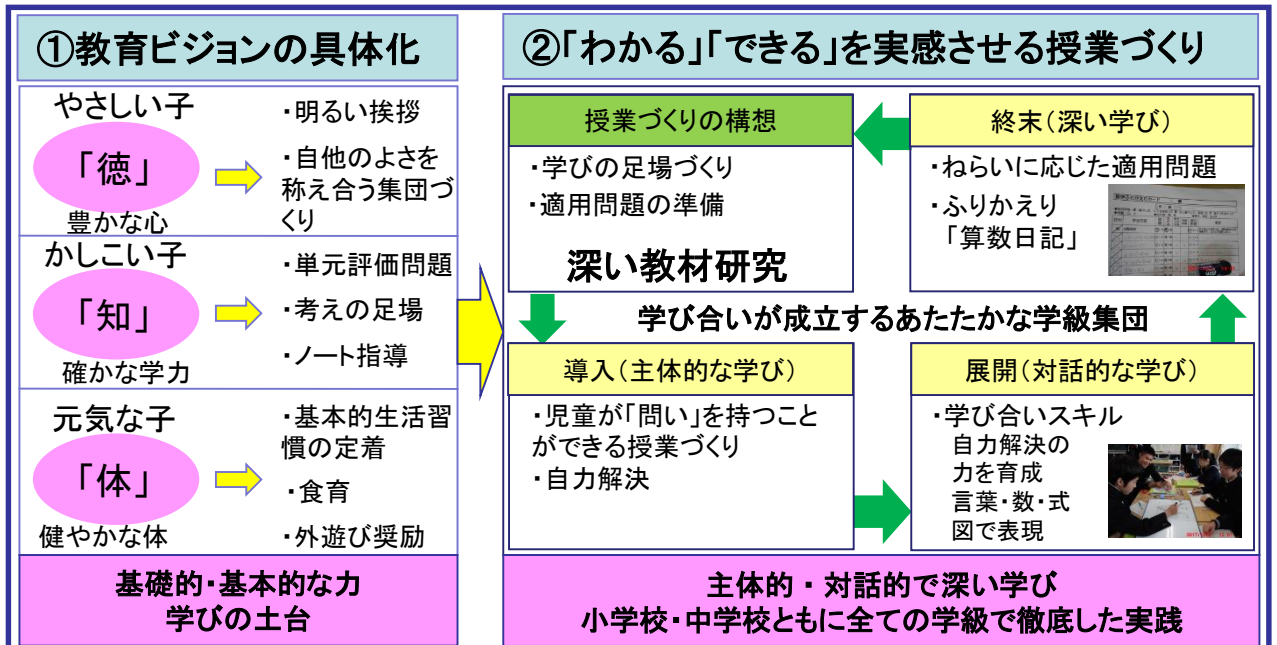 ①教育ビジョンの具体化
やさしい子
「徳」
豊かな心
・明るい挨拶
・自他のよさを
称え合う集団づ
くり
かしこい子
「知」
確かな学力
・単元評価問題
・考えの足場
・ノート指導
元気な子
「体」
健やかな体
・基本的生活習
慣の定着
・食育
・外遊び奨励
基礎的・基本的な力
学びの土台
②「わかる」「できる」を実感させる授業づくり
授業づくりの構想
・学びの足場づくり
・適用問題の準備
深い教材研究
終末（深い学び）
・ねらいに応じた適用問題
・ふりかえり
「算数日記」
学び合いが成立するあたたかな学級集団
導入（主体的な学び）
・児童が「問い」を持つこと
ができる授業づくり
・自力解決
展開（対話的な学び）
・学び合いスキル
自力解決の
力を育成
言葉・数・式
図で表現
主体的・対話的で深い学び
小学校・中学校ともに全ての学級で徹底した実践